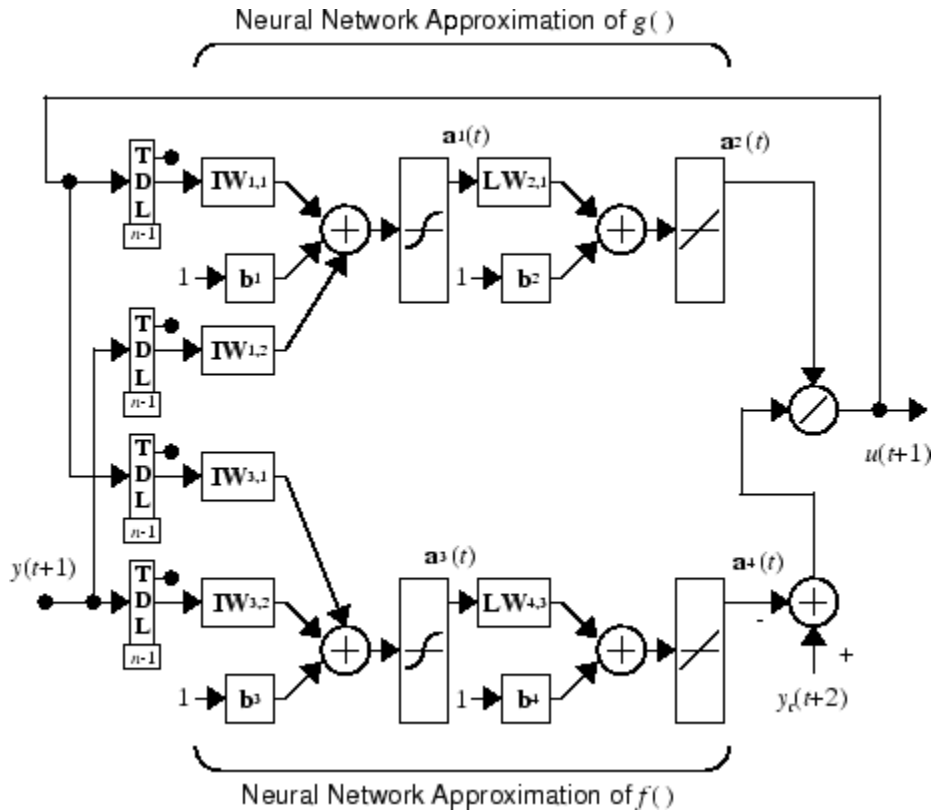 Neural Network Approximation of g( )
a¹(t)
a²(t)
T
D
L
n-1
IW1,1
LW2,1
1
b1
1
b2
T
D
L
n-1
IW1,2
T
D
L
n-1
IW3,1
u(t+1)
y(t+1)
T
D
L
n-1
IW3,2
a3(t)
LW4,3
a4(t)
-
+
yr(t+2)
1
b3
1
b4
Neural Network Approximation of f( )